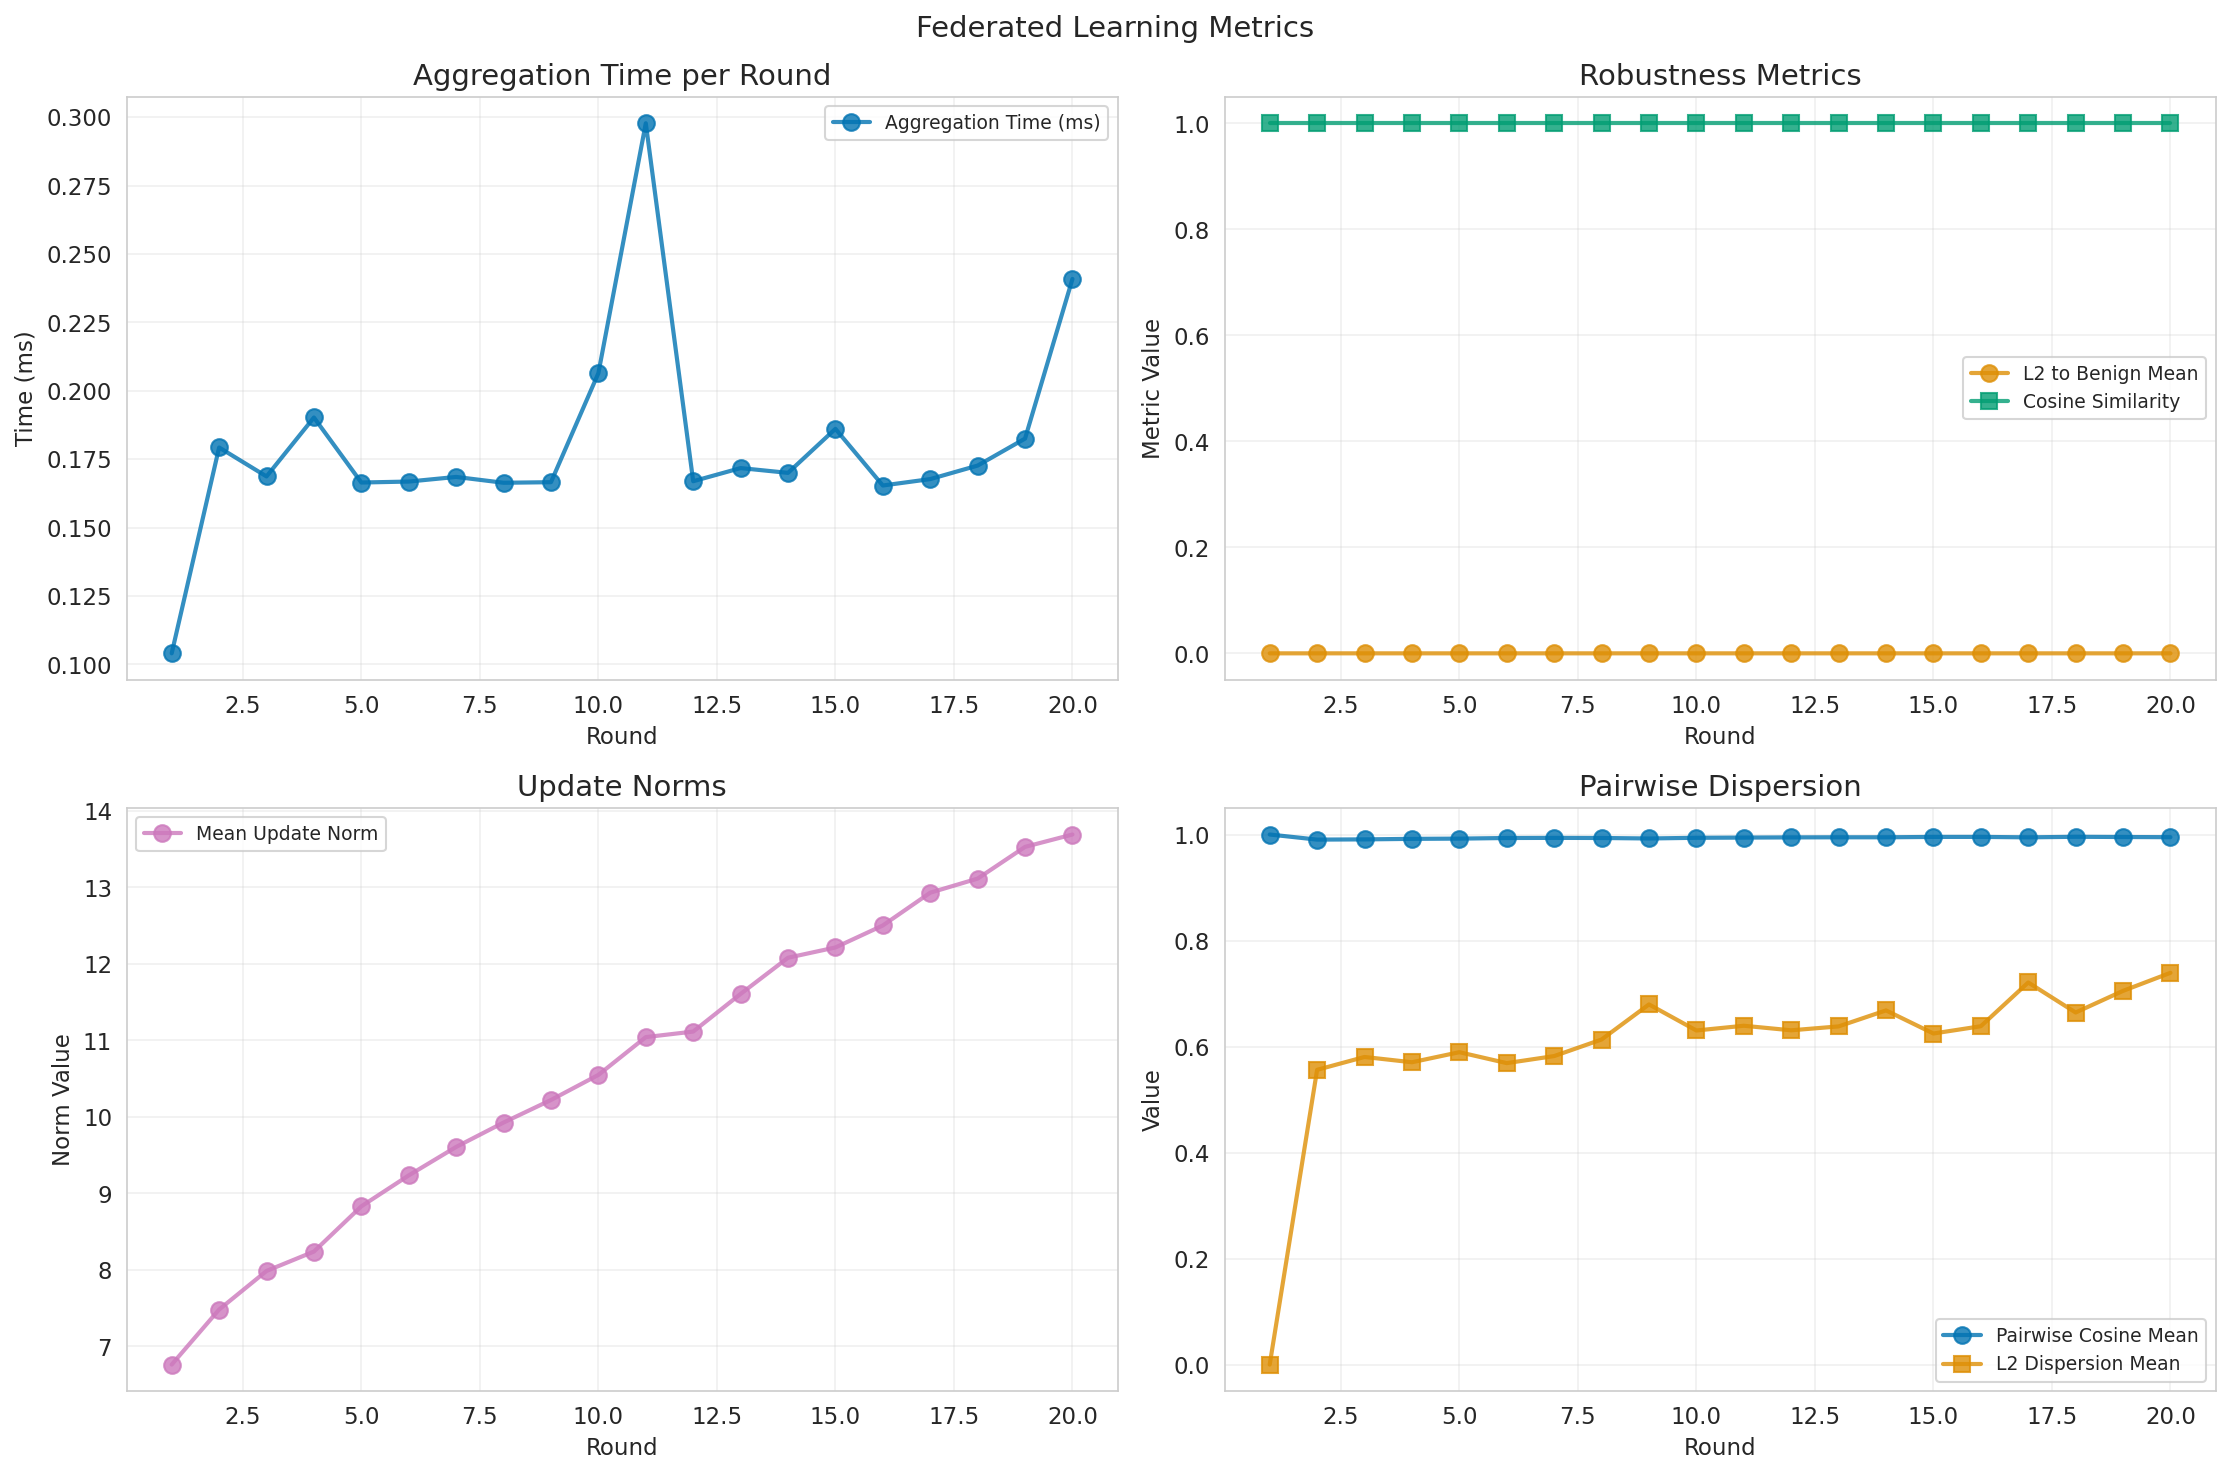 Federated Learning Metrics
Aggregation Time per Round
Time (ms)
0.300
0.275
0.250
0.225
0.200
0.175
0.150
0.125
0.100
Aggregation Time (ms)
2.5 5.0 7.5 10.0 12.5 15.0 17.5 20.0
Round
Robustness Metrics
Metric Value
1.0
0.8
0.6
0.4
0.2
0.0
L2 to Benign Mean
Cosine Similarity
2.5 5.0 7.5 10.0 12.5 15.0 17.5 20.0
Round
Update Norms
Norm Value
14
13
12
11
10
9
8
7
Mean Update Norm
2.5 5.0 7.5 10.0 12.5 15.0 17.5 20.0
Round
Pairwise Dispersion
Value
1.0
0.8
0.6
0.4
0.2
0.0
Pairwise Cosine Mean
L2 Dispersion Mean
2.5 5.0 7.5 10.0 12.5 15.0 17.5 20.0
Round